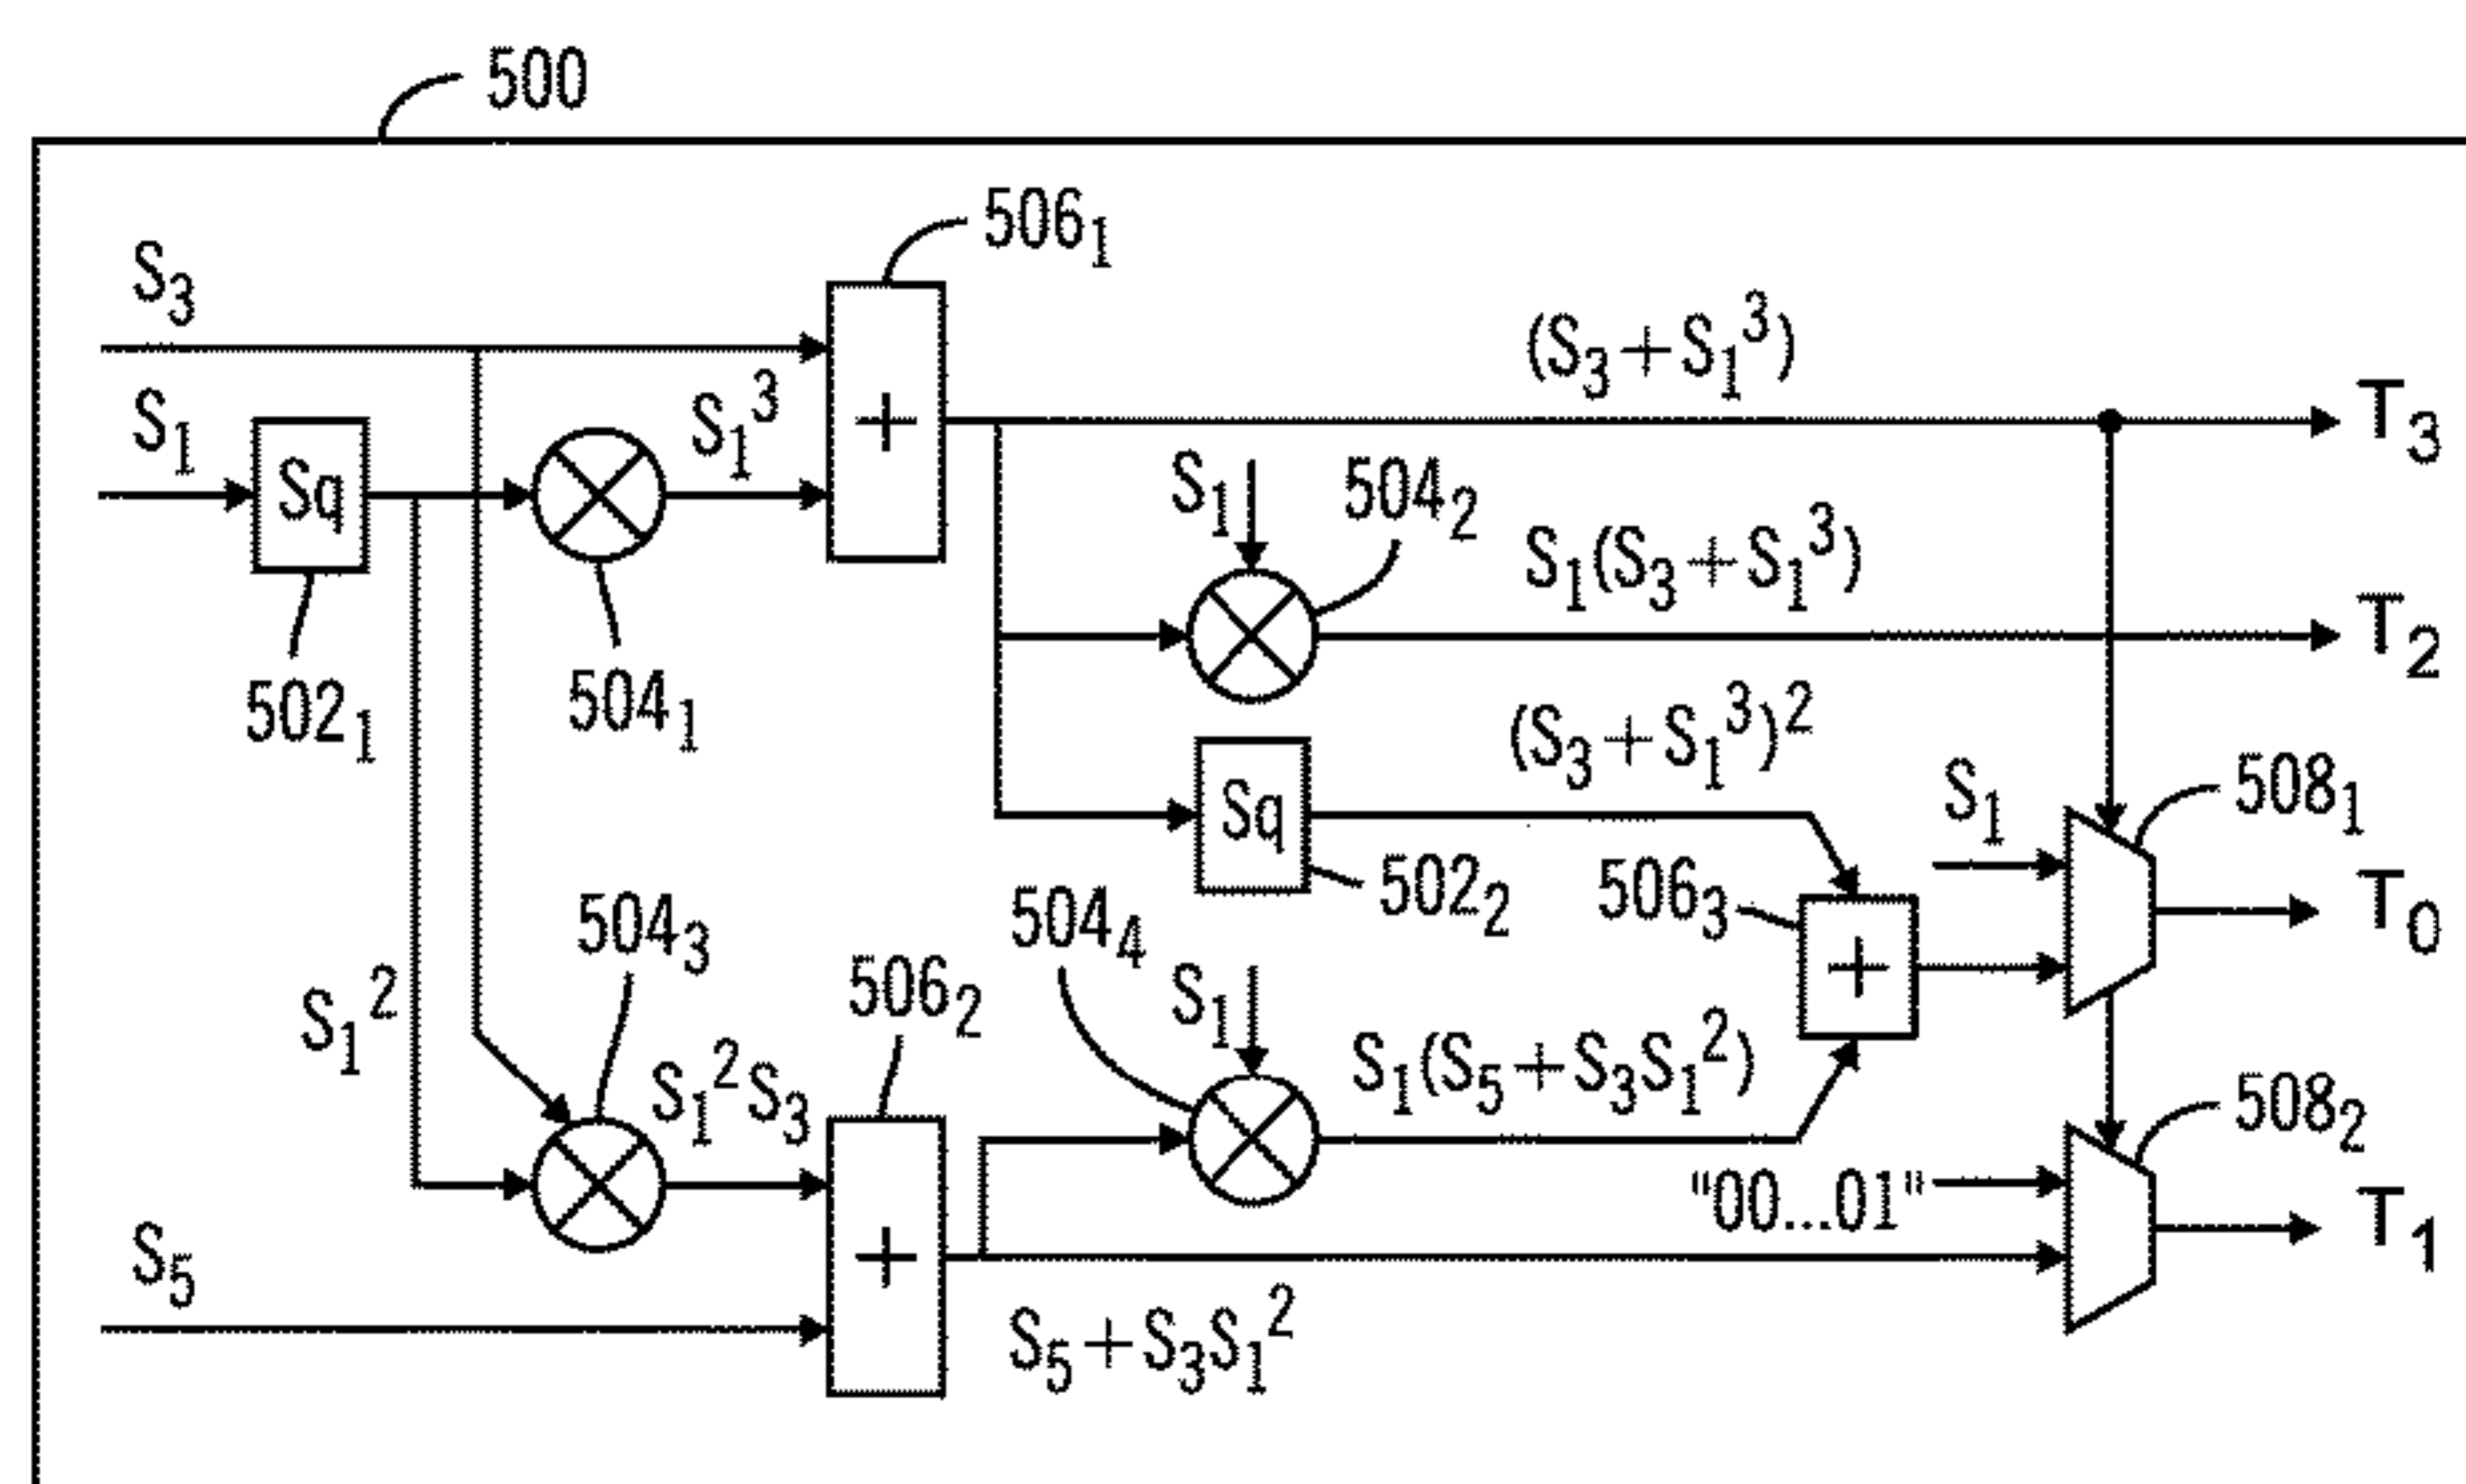 500
506₁
S₃
(S₃+S₁³)
T₃
S₁
Sq
S₁³
+
S₁
504₂
S₁(S₃+S₁³)
T₂
502₁
504₁
(S₃+S₁³)²
Sq
S₁
508₁
502₂
506₃
T₀
504₃
504₄
+
S₁²
506₂
S₁
S₁²S₃
S₁(S₅+S₃S₁²)
508₂
"00...01"
T₁
S₅
+
S₅+S₃S₁²